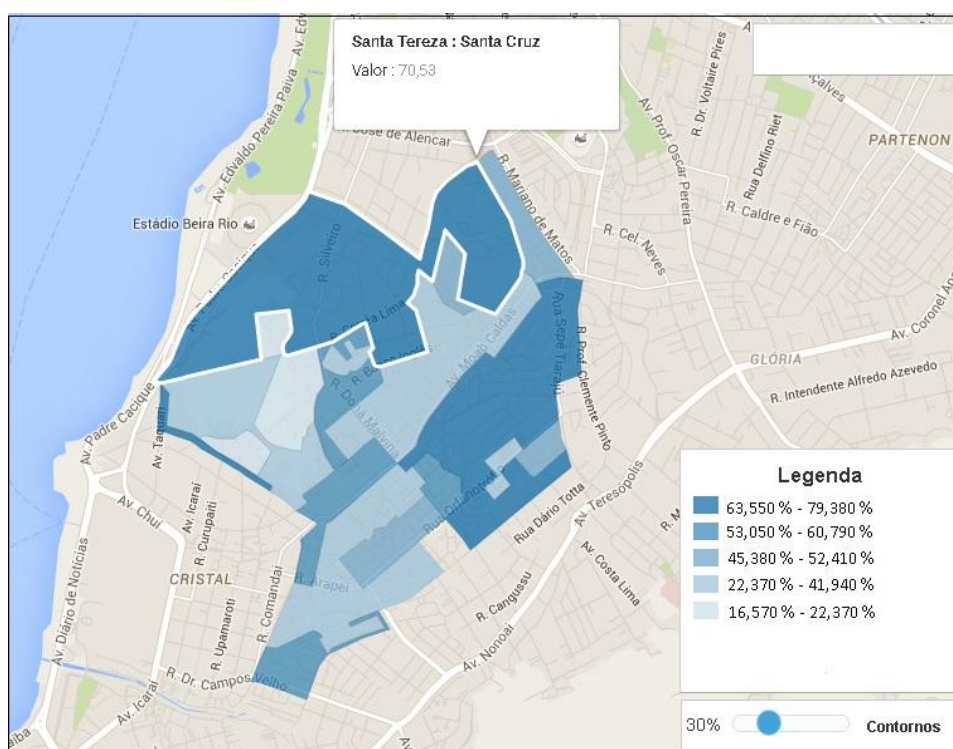 Santa Tereza : Santa Cruz
Valor : 70,53
Av. Edvaldo Pereira Paiva
José de Alencar
R. Mariano de Matos
Av. Prof. Oscar Pereira
R. Dr. Voltaire Pires
Rua Delfino Riet
PARTENON
R. Caldre e Fião
R. Cel. Neves
Estádio Beira Rio
R. Silveiro
Av. Moab Caldas
Rua Sepé Tiaraju
R. Prof. Clemente Pinto
GLÓRIA
R. Intendente Alfredo Azevedo
Av. Padre Cacique
Av. Taquari
R. Dona Malvina
Av. Chuí
Av. Icaraí
R. Curupaiti
Rua Dário Totta
Av. Teresópolis
Av. Costa Lima
CRISTAL
R. Comandaí
R. Arapeí
R. Cangussu
R. Upamaroti
Av. Diário de Notícias
Av. Nonoai
R. Dr. Campos Velho
Av. Icaraí
Legenda
63,550 % - 79,380 %
53,050 % - 60,790 %
45,380 % - 52,410 %
22,370 % - 41,940 %
16,570 % - 22,370 %
30%
Contornos